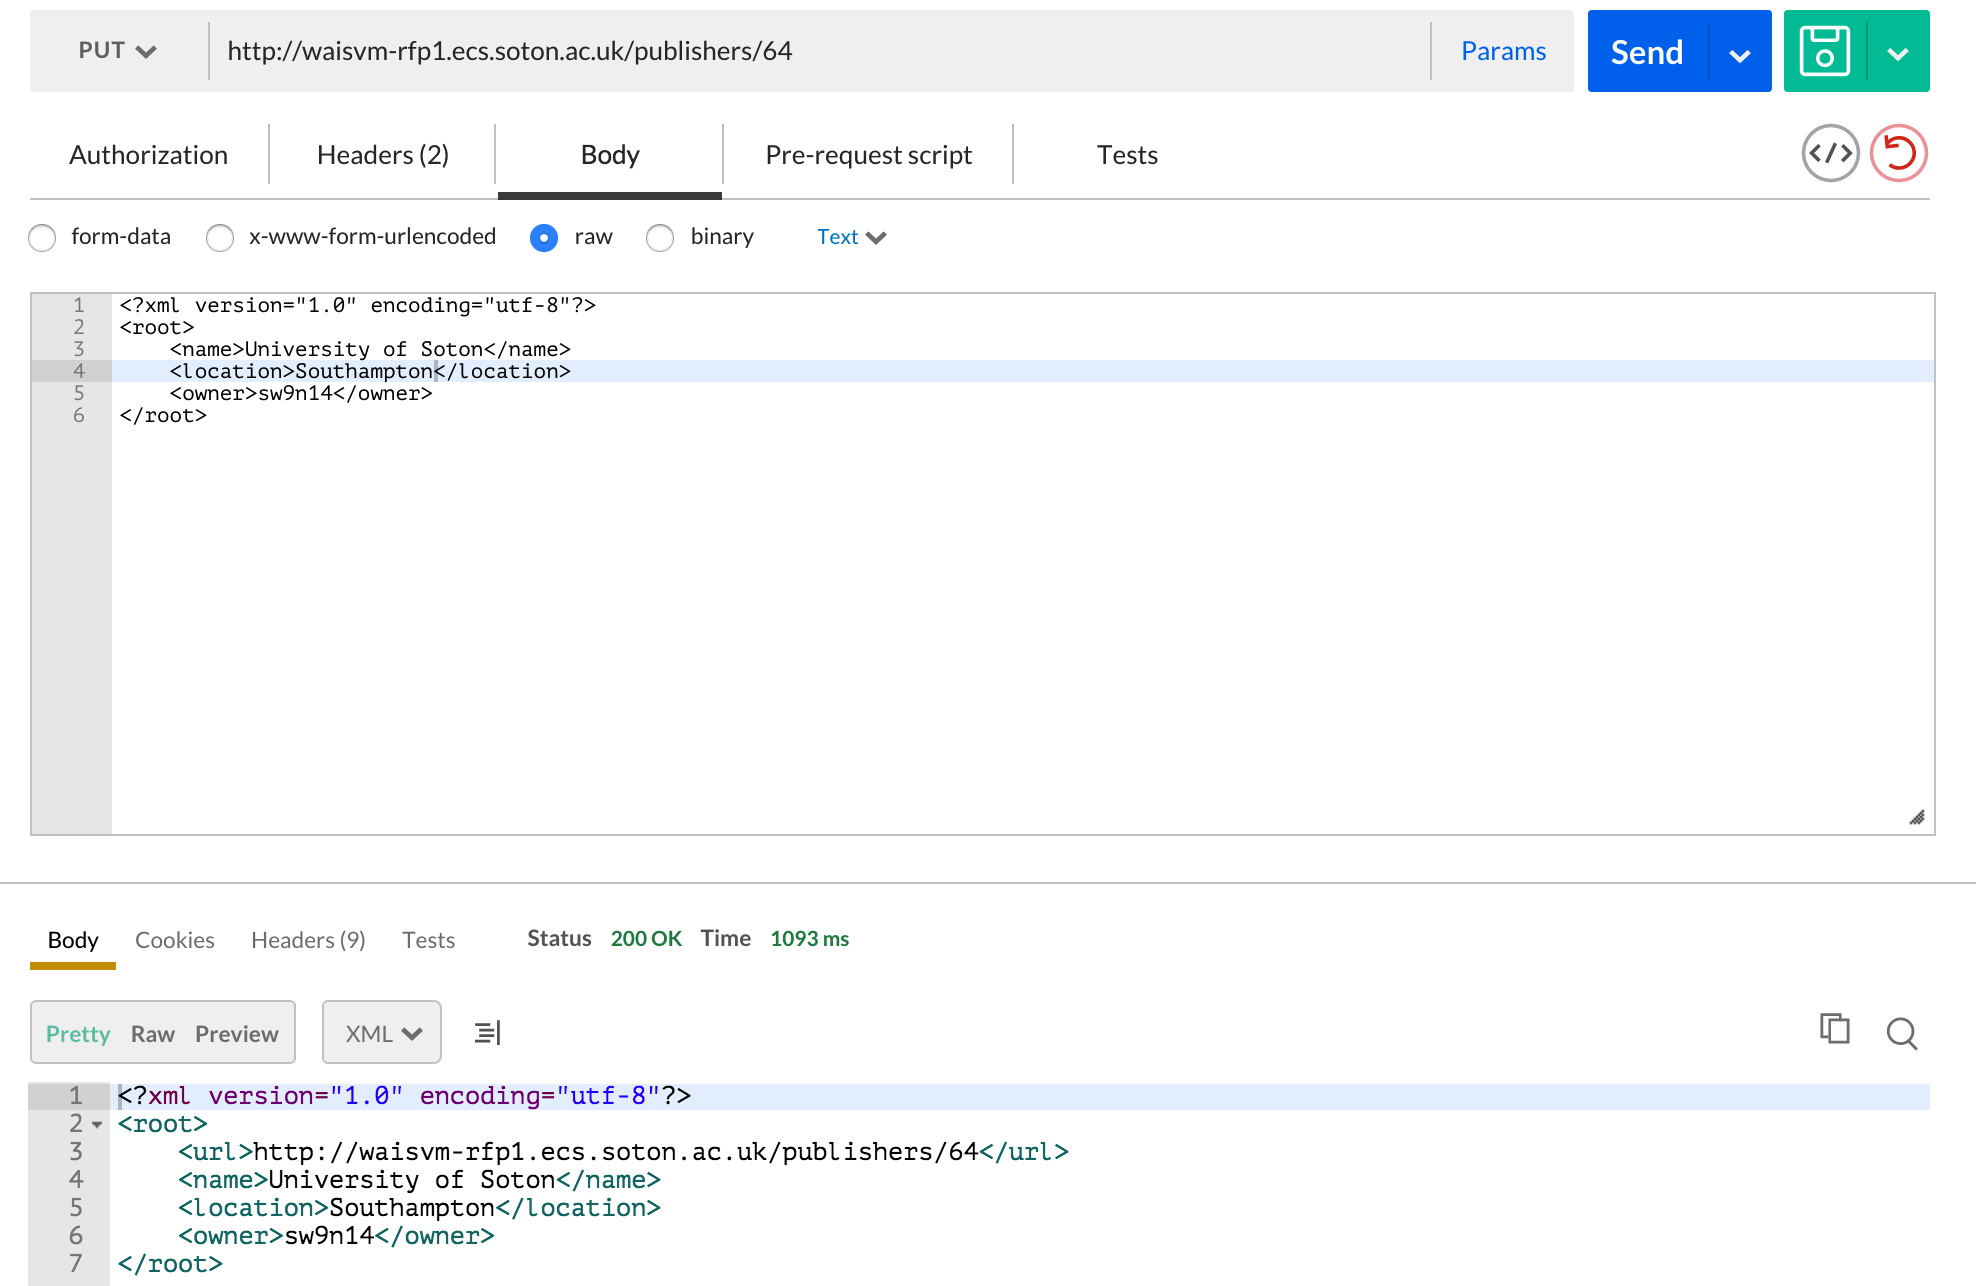 PUT http://waisvm-rfp1.ecs.soton.ac.uk/publishers/64 Params Send
Authorization Headers (2) Body Pre-request script Tests
form-data x-www-form-urlencoded raw binary Text
1 <?xml version="1.0" encoding="utf-8"?>
2 <root>
3 <name>University of Soton</name>
4 <location>Southampton</location>
5 <owner>sw9n14</owner>
6 </root>
Body Cookies Headers (9) Tests Status 200 OK Time 1093 ms
Pretty Raw Preview XML
1 <?xml version="1.0" encoding="utf-8"?>
2 <root>
3 <url>http://waisvm-rfp1.ecs.soton.ac.uk/publishers/64</url>
4 <name>University of Soton</name>
5 <location>Southampton</location>
6 <owner>sw9n14</owner>
7 </root>